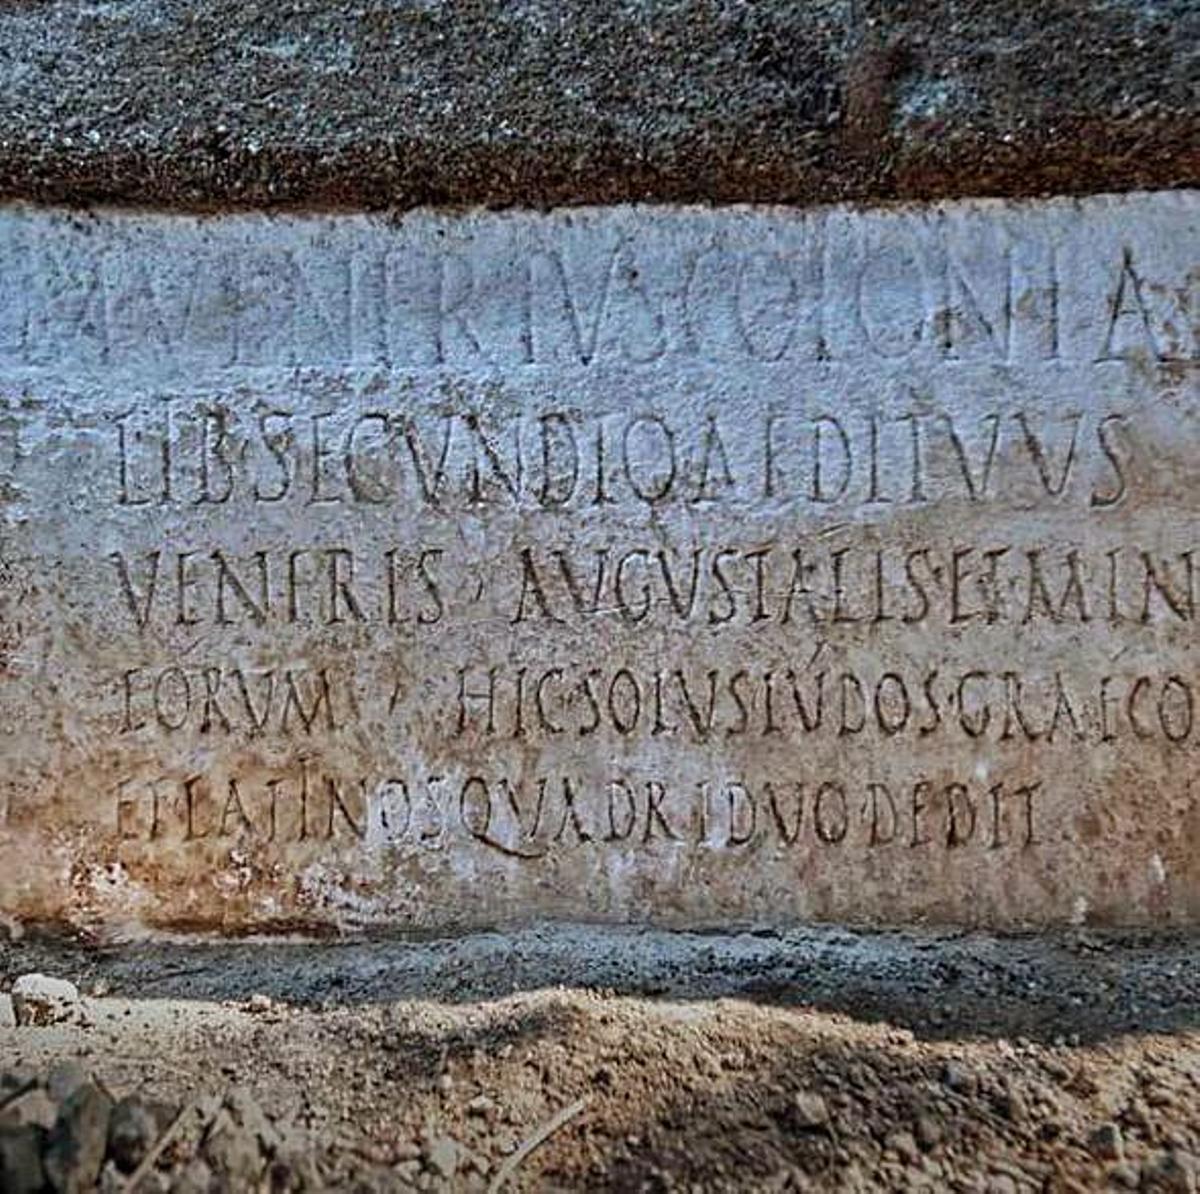 M VENERIVS COLONIA
LIB SECVNDIO AEDITVVS
VENERIS AVGVSTALIS ET MIN
EORVM HIC SOLVS LVDOS GRAECO
ET LATINOS QVADRIDVO DEDIT